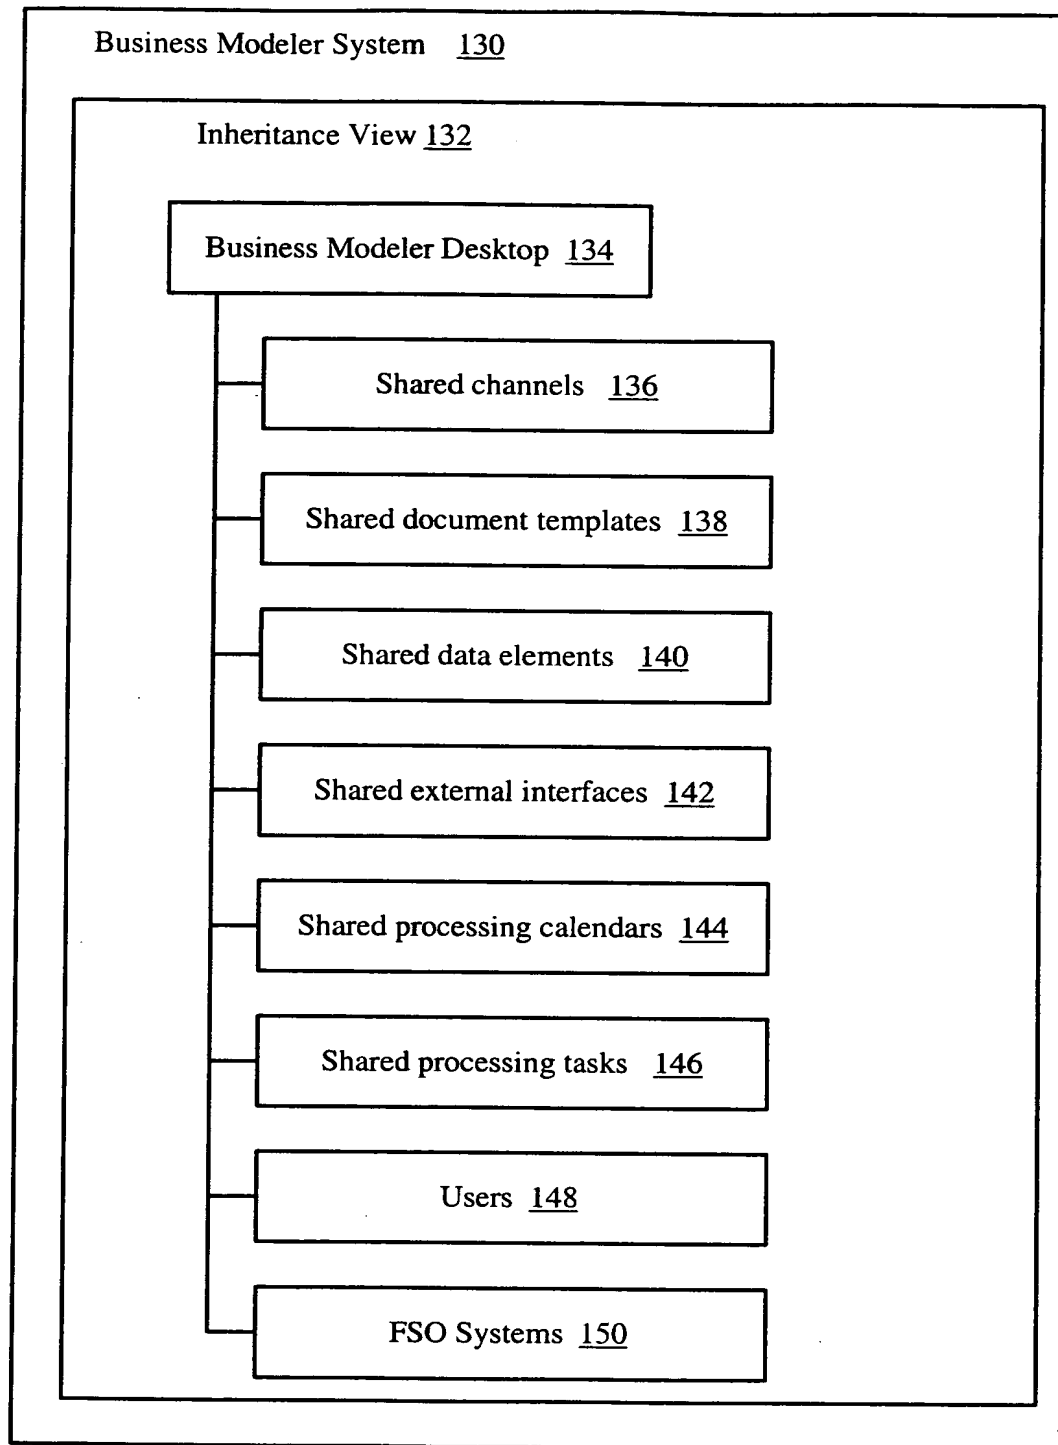 Business Modeler System 130
Inheritance View 132
Business Modeler Desktop 134
Shared channels 136
Shared document templates 138
Shared data elements 140
Shared external interfaces 142
Shared processing calendars 144
Shared processing tasks 146
Users 148
FSO Systems 150